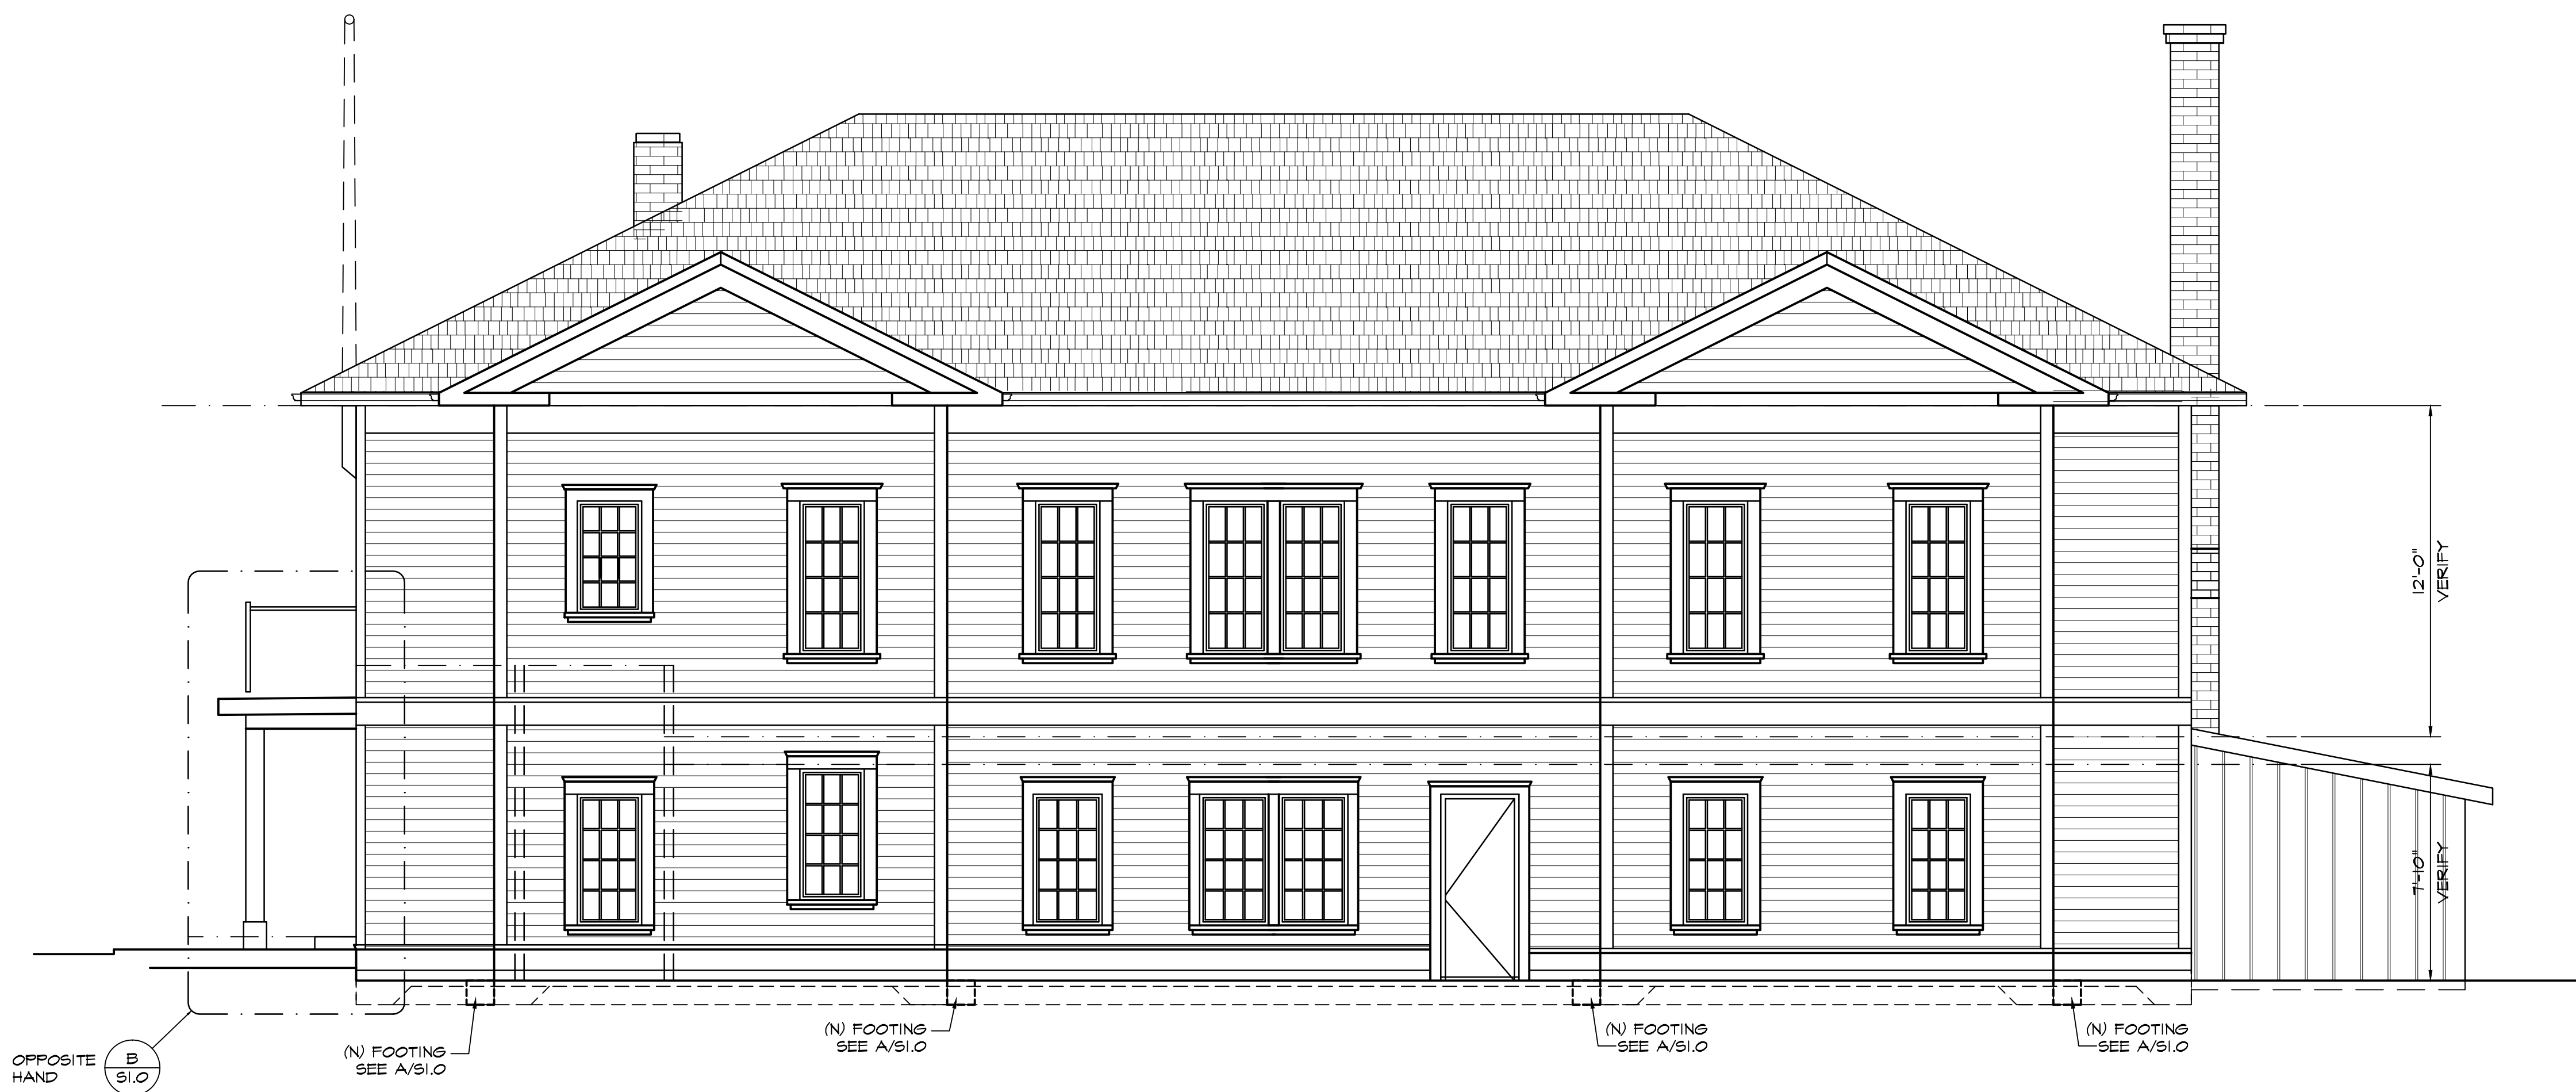 12'-0"
VERIFY
7'-10"
VERIFY
(N) FOOTING
SEE A/S1.0
(N) FOOTING
SEE A/S1.0
(N) FOOTING
SEE A/S1.0
(N) FOOTING
SEE A/S1.0
OPPOSITE
HAND
B
S1.0